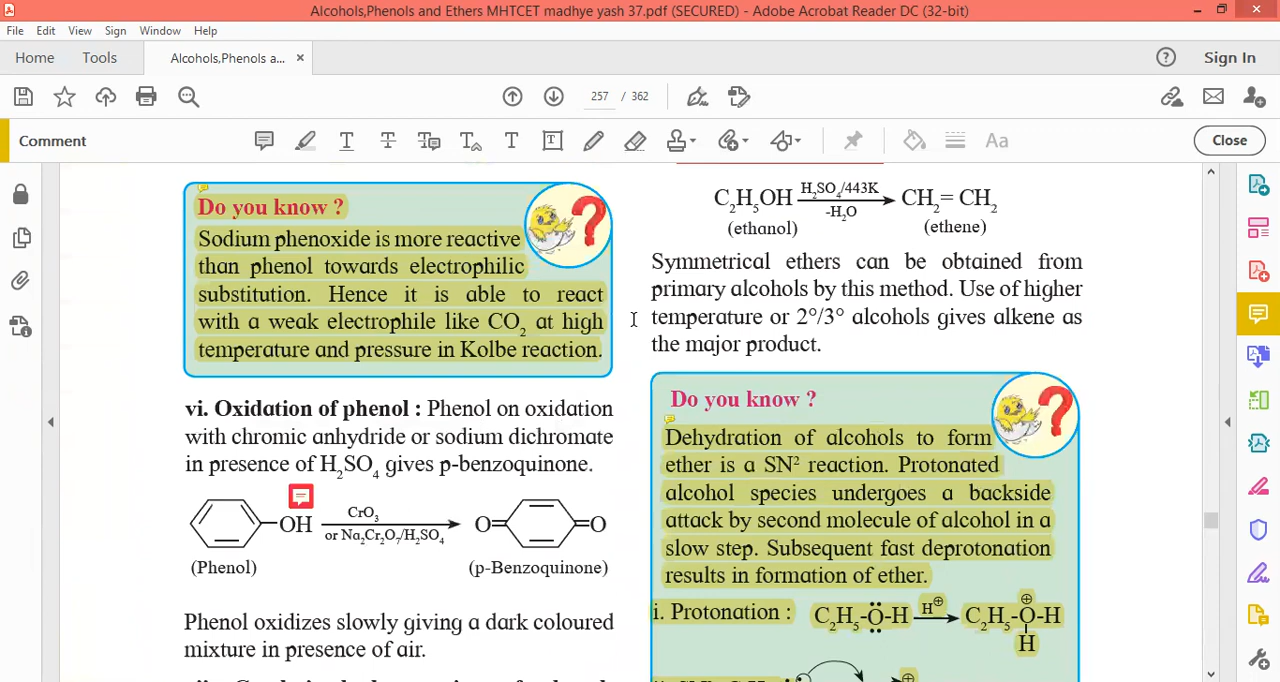 Alcohols,Phenols and Ethers MHTCET madhye yash 37.pdf (SECURED) - Adobe Acrobat Reader DC (32-bit)
File Edit View Sign Window Help
Home Tools Alcohols,Phenols a... × ? Sign In
257 / 362
Comment
Aa
Close
Do you know ?
Sodium phenoxide is more reactive
than phenol towards electrophilic
substitution. Hence it is able to react
with a weak electrophile like CO₂ at high
temperature and pressure in Kolbe reaction.
vi. Oxidation of phenol : Phenol on oxidation
with chromic anhydride or sodium dichromate
in presence of H₂SO₄ gives p-benzoquinone.
OH CrO₃ O= =O
or Na₂Cr₂O₇/H₂SO₄
(Phenol) (p-Benzoquinone)
Phenol oxidizes slowly giving a dark coloured
mixture in presence of air.
C₂H₅OH H₂SO₄/443K CH₂= CH₂
-H₂O
(ethanol) (ethene)
Symmetrical ethers can be obtained from
primary alcohols by this method. Use of higher
temperature or 2°/3° alcohols gives alkene as
the major product.
Do you know ?
Dehydration of alcohols to form
ether is a SN² reaction. Protonated
alcohol species undergoes a backside
attack by second molecule of alcohol in a
slow step. Subsequent fast deprotonation
results in formation of ether.
i. Protonation : C₂H₅-Ö-H H⊕ C₂H₅-O-H
⊕
H